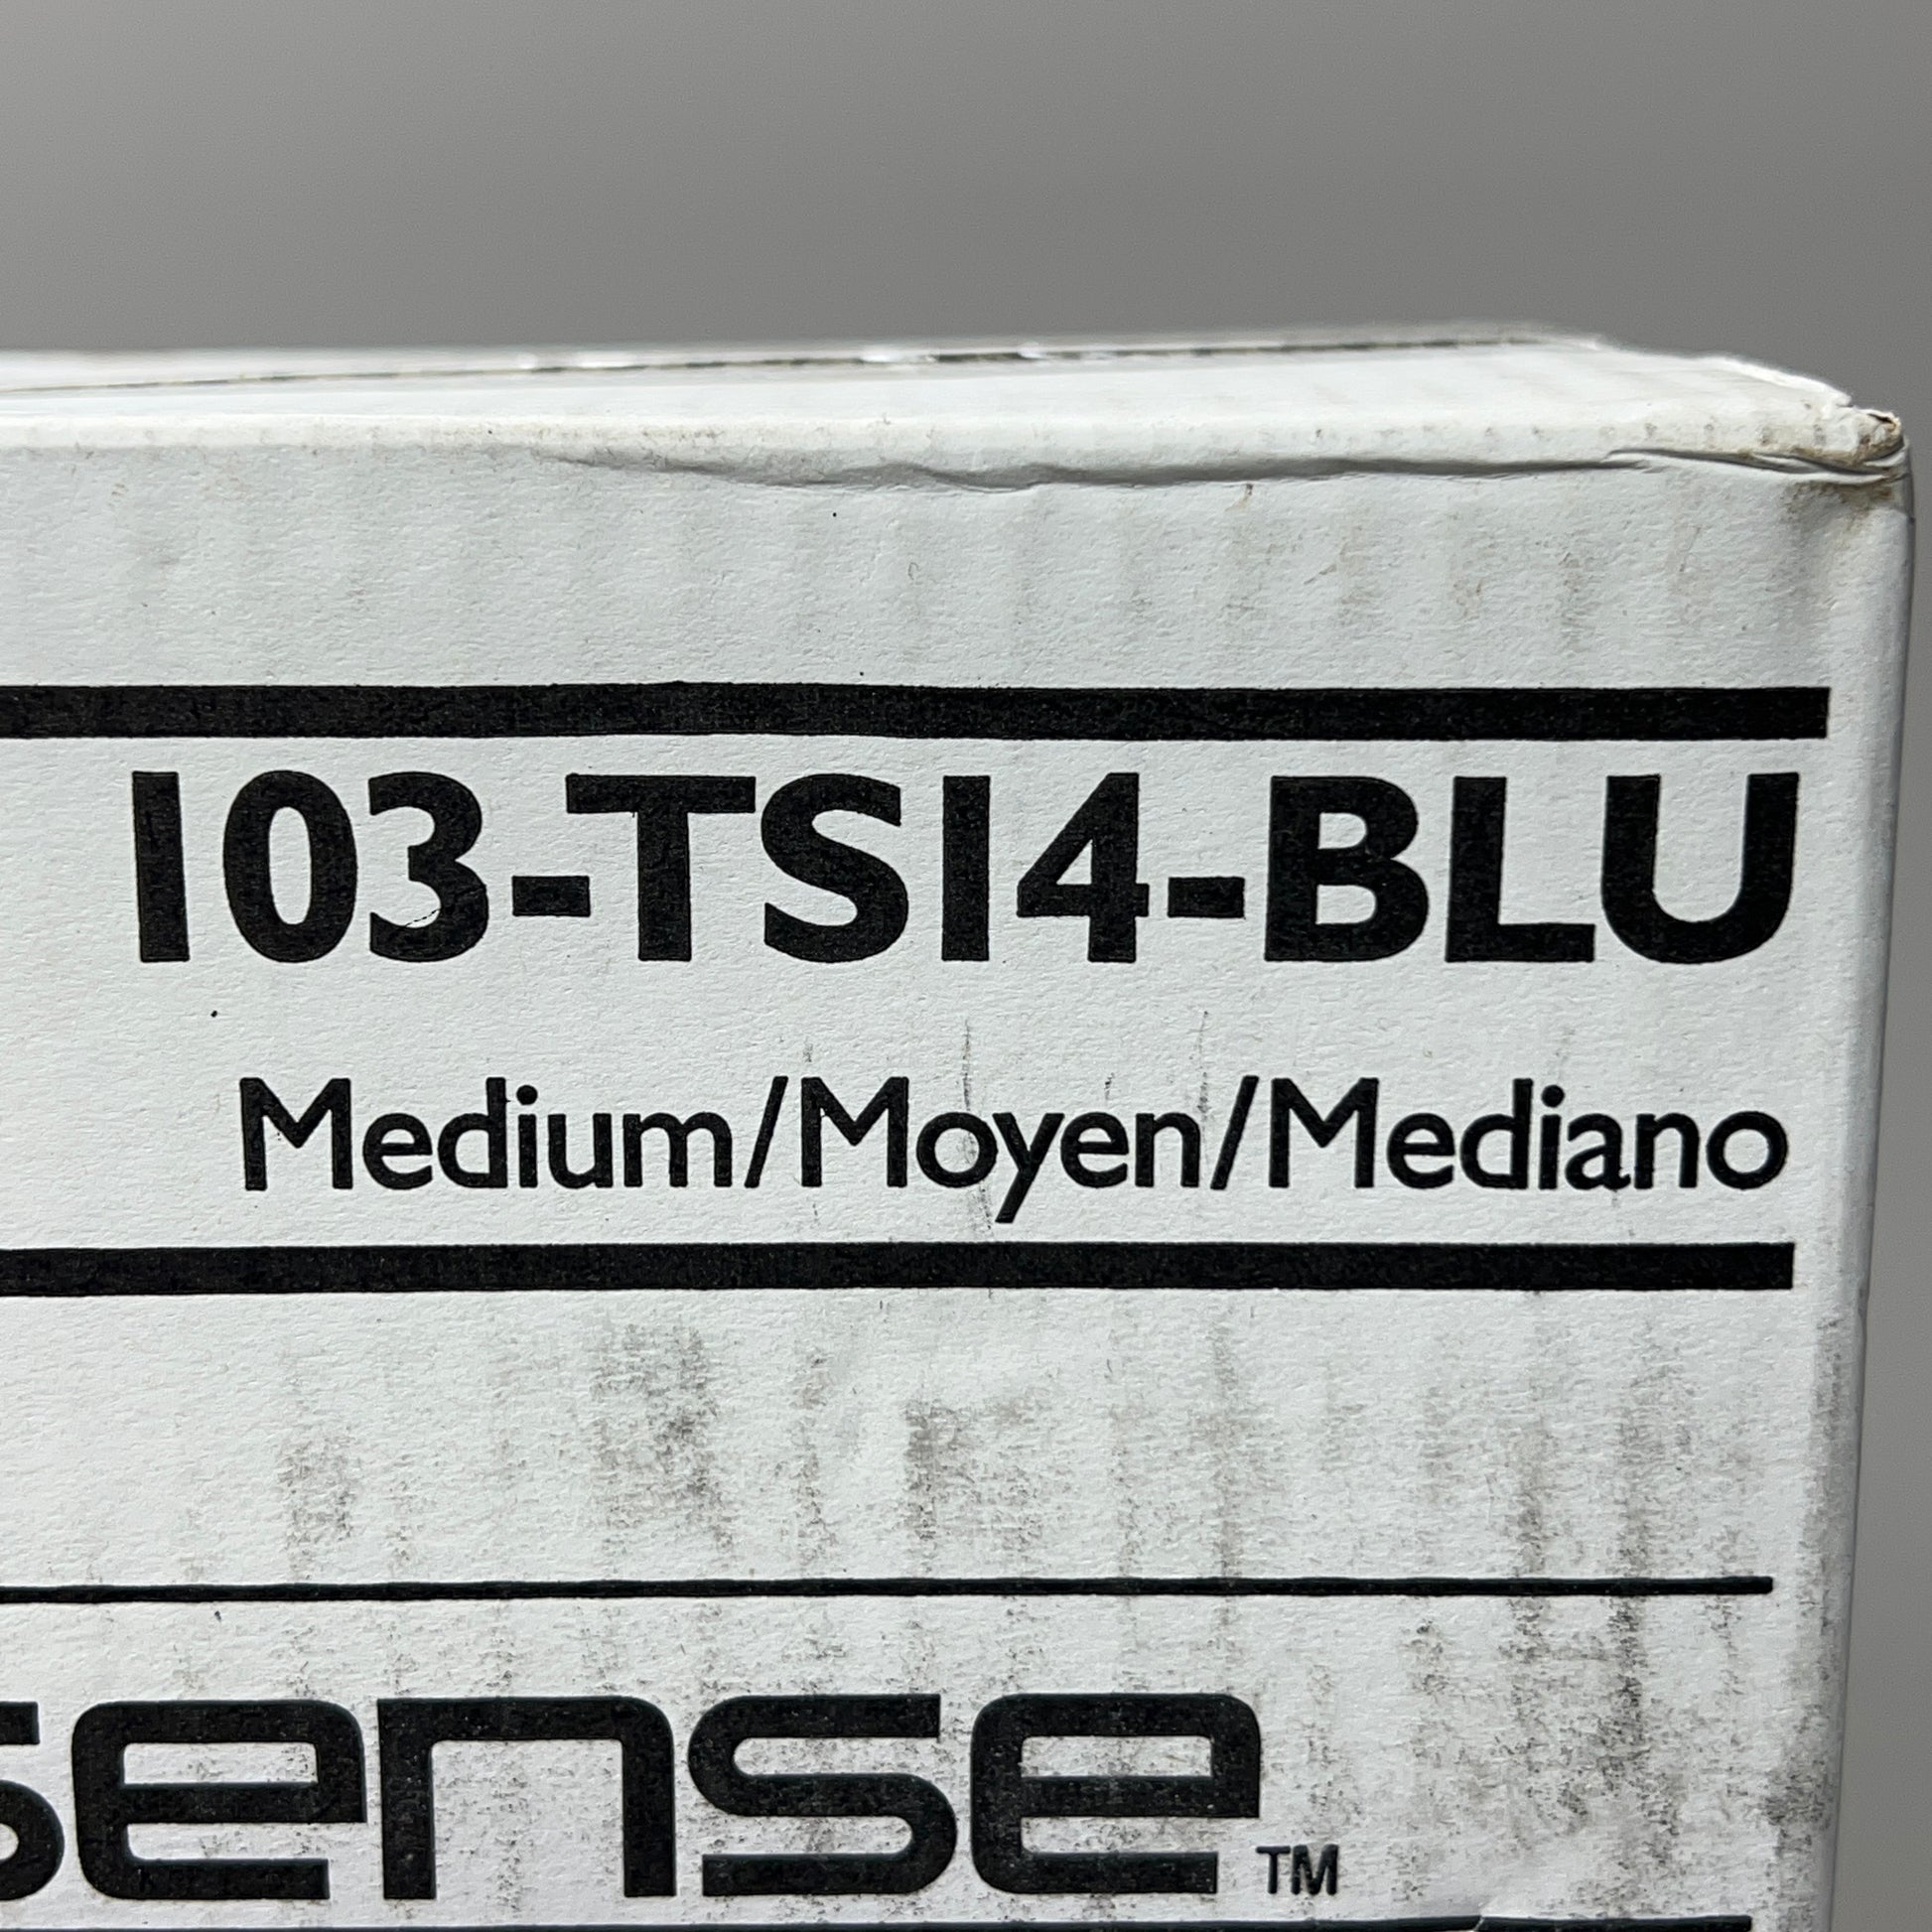 103-TS14-BLU
Medium/Moyen/Mediano
sense™